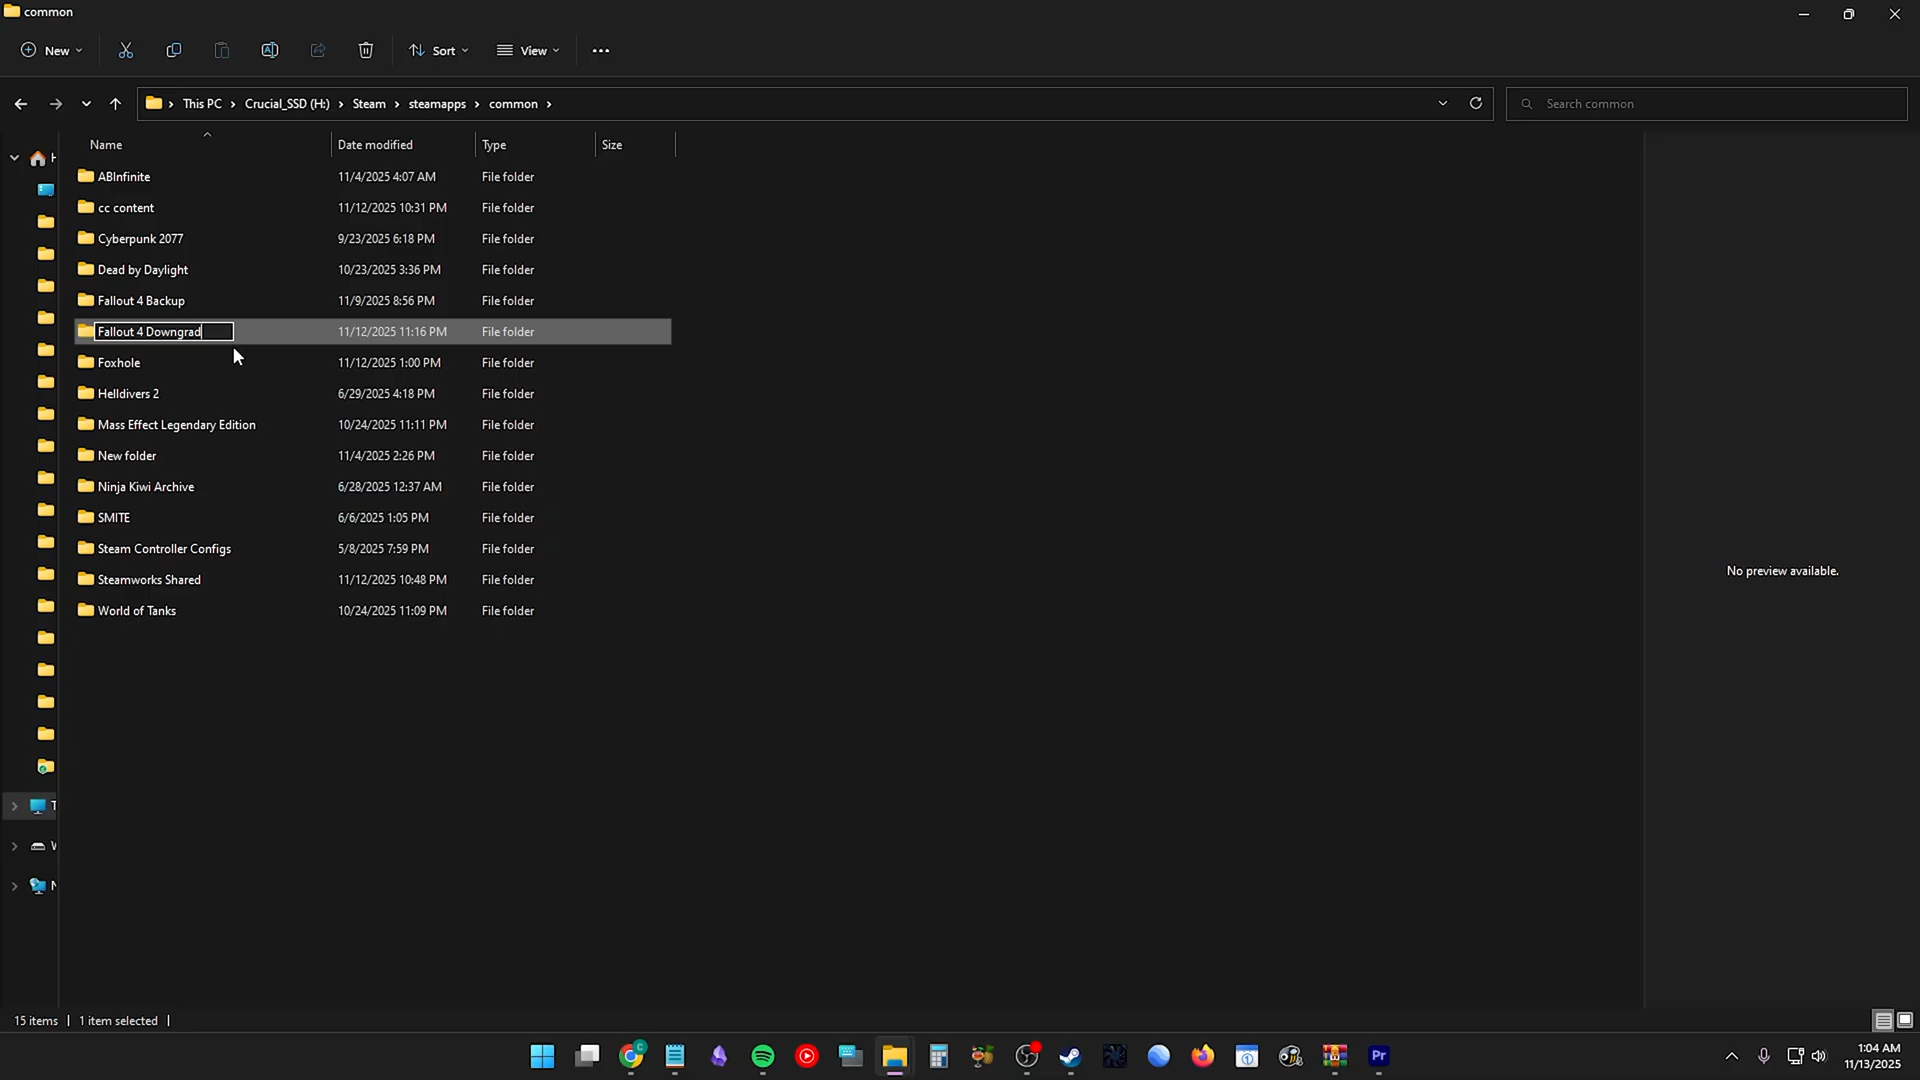 common
New
Sort
View
This PC
Crucial_SSD (H:)
Steam
steamapps
common
Search common
Name
Date modified
Type
Size
ABInfinite 11/4/2025 4:07 AM File folder
cc content 11/12/2025 10:31 PM File folder
Cyberpunk 2077 9/23/2025 6:18 PM File folder
Dead by Daylight 10/23/2025 3:36 PM File folder
Fallout 4 Backup 11/9/2025 8:56 PM File folder
Fallout 4 Downgrad 11/12/2025 11:16 PM File folder
Foxhole 11/12/2025 1:00 PM File folder
Helldivers 2 6/29/2025 4:18 PM File folder
Mass Effect Legendary Edition 10/24/2025 11:11 PM File folder
New folder 11/4/2025 2:26 PM File folder
Ninja Kiwi Archive 6/28/2025 12:37 AM File folder
SMITE 6/6/2025 1:05 PM File folder
Steam Controller Configs 5/8/2025 7:59 PM File folder
Steamworks Shared 11/12/2025 10:48 PM File folder
World of Tanks 10/24/2025 11:09 PM File folder
No preview available.
15 items
1 item selected
C
Pr
1:04 AM
11/13/2025